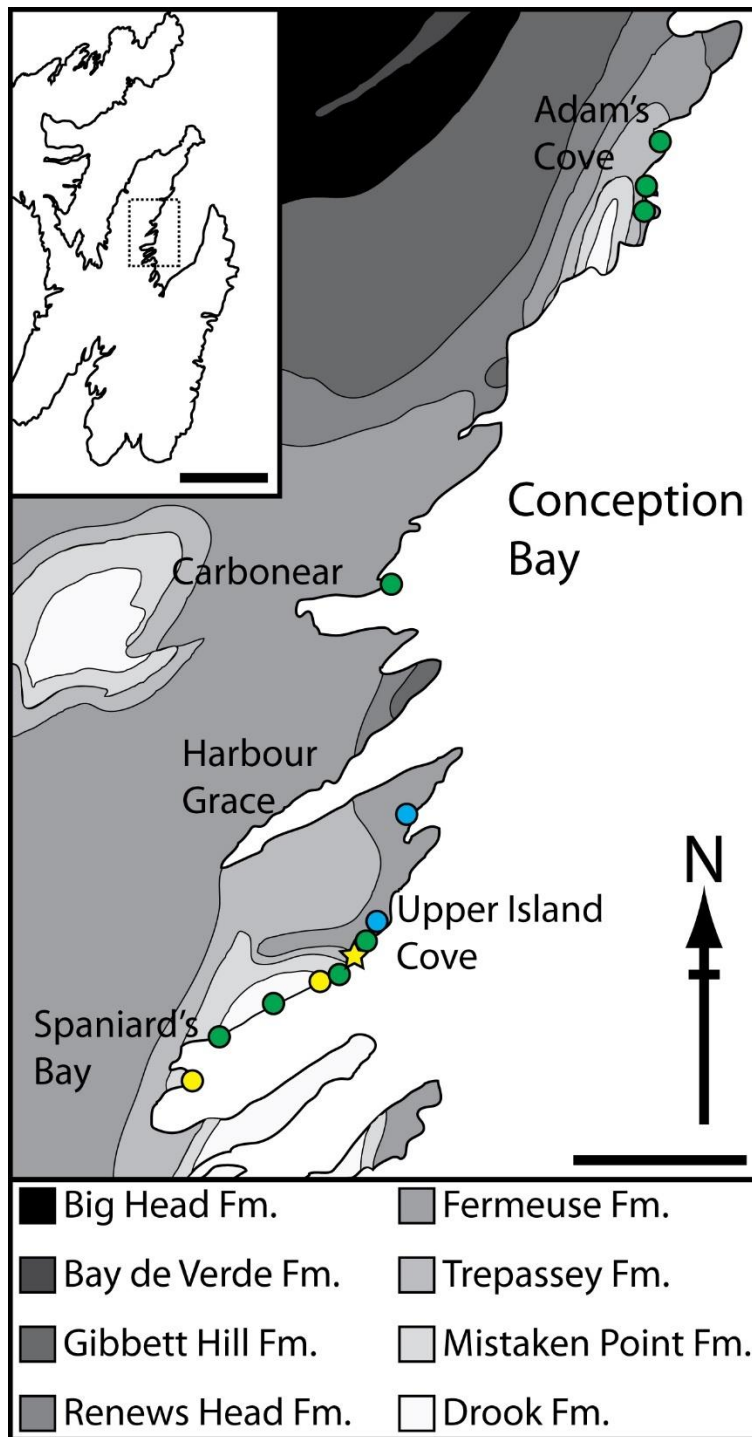 Adam's
Cove
Conception
Bay
Carbonear
Harbour
Grace
N
Upper Island
Cove
Spaniard's
Bay
Big Head Fm.
Bay de Verde Fm.
Gibbett Hill Fm.
Renews Head Fm.
Fermeuse Fm.
Trepassey Fm.
Mistaken Point Fm.
Drook Fm.